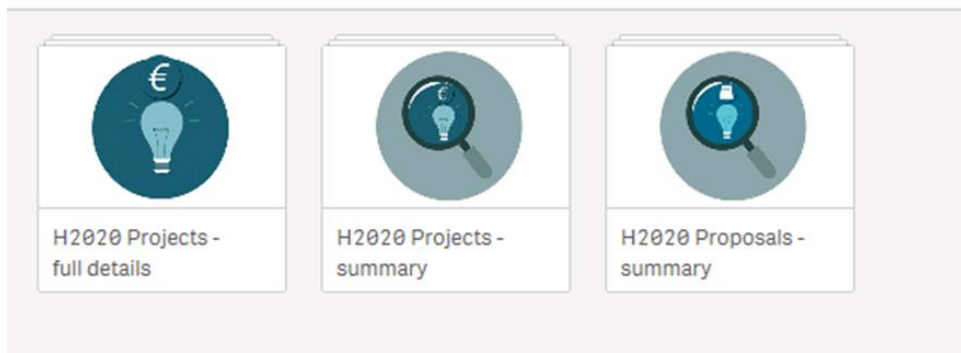 €
€
H2020 Projects -
full details
H2020 Projects -
summary
H2020 Proposals -
summary